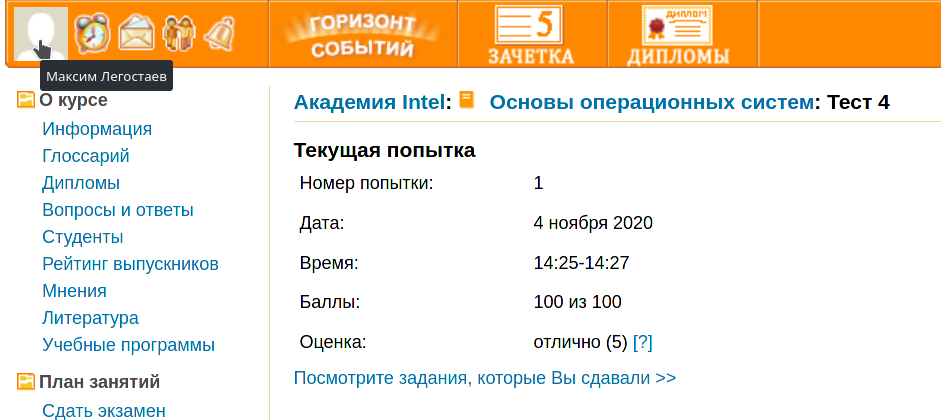 ГОРИЗОНТ
СОБЫТИЙ
5
ЗАЧЕТКА
ДИПЛОМ
ДИПЛОМЫ
Максим Легостаев
О курсе
Информация
Глоссарий
Дипломы
Вопросы и ответы
Студенты
Рейтинг выпускников
Мнения
Литература
Учебные программы
План занятий
Сдать экзамен
Академия Intel: Основы операционных систем: Тест 4
Текущая попытка
Номер попытки: 1
Дата: 4 ноября 2020
Время: 14:25-14:27
Баллы: 100 из 100
Оценка: отлично (5) [?]
Посмотрите задания, которые Вы сдавали >>